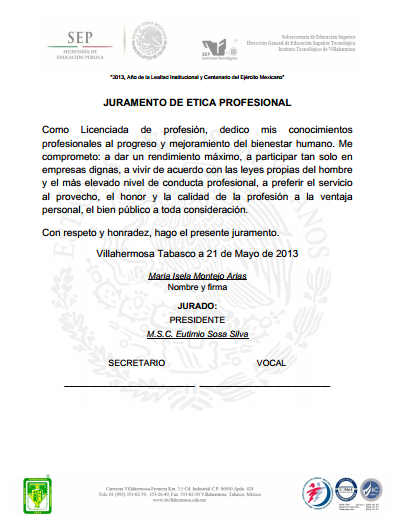 SEP
SECRETARÍA DE
EDUCACIÓN PÚBLICA
SEP
Subsecretaría de Educación Superior
Dirección General de Educación Superior Tecnológica
Instituto Tecnológico de Villahermosa
"2013, Año de la Lealtad Institucional y Centenario del Ejército Mexicano"
JURAMENTO DE ETICA PROFESIONAL
Como Licenciada de profesión, dedico mis conocimientos
profesionales al progreso y mejoramiento del bienestar humano. Me
comprometo: a dar un rendimiento máximo, a participar tan solo en
empresas dignas, a vivir de acuerdo con las leyes propias del hombre
y el más elevado nivel de conducta profesional, a preferir el servicio
al provecho, el honor y la calidad de la profesión a la ventaja
personal, el bien público a toda consideración.
Con respeto y honradez, hago el presente juramento.
Villahermosa Tabasco a 21 de Mayo de 2013
Maria Isela Montejo Arias
Nombre y firma
JURADO:
PRESIDENTE
M.S.C. Eutimio Sosa Silva
SECRETARIO VOCAL
Carretera Villahermosa-Frontera Km. 3.5 Cd. Industrial C.P. 86010 Apdo. 424
Tels. 01 (993) 353-02-59, 353-26-49, Fax 353-02-50 Villahermosa, Tabasco, México
www.itvillahermosa.edu.mx